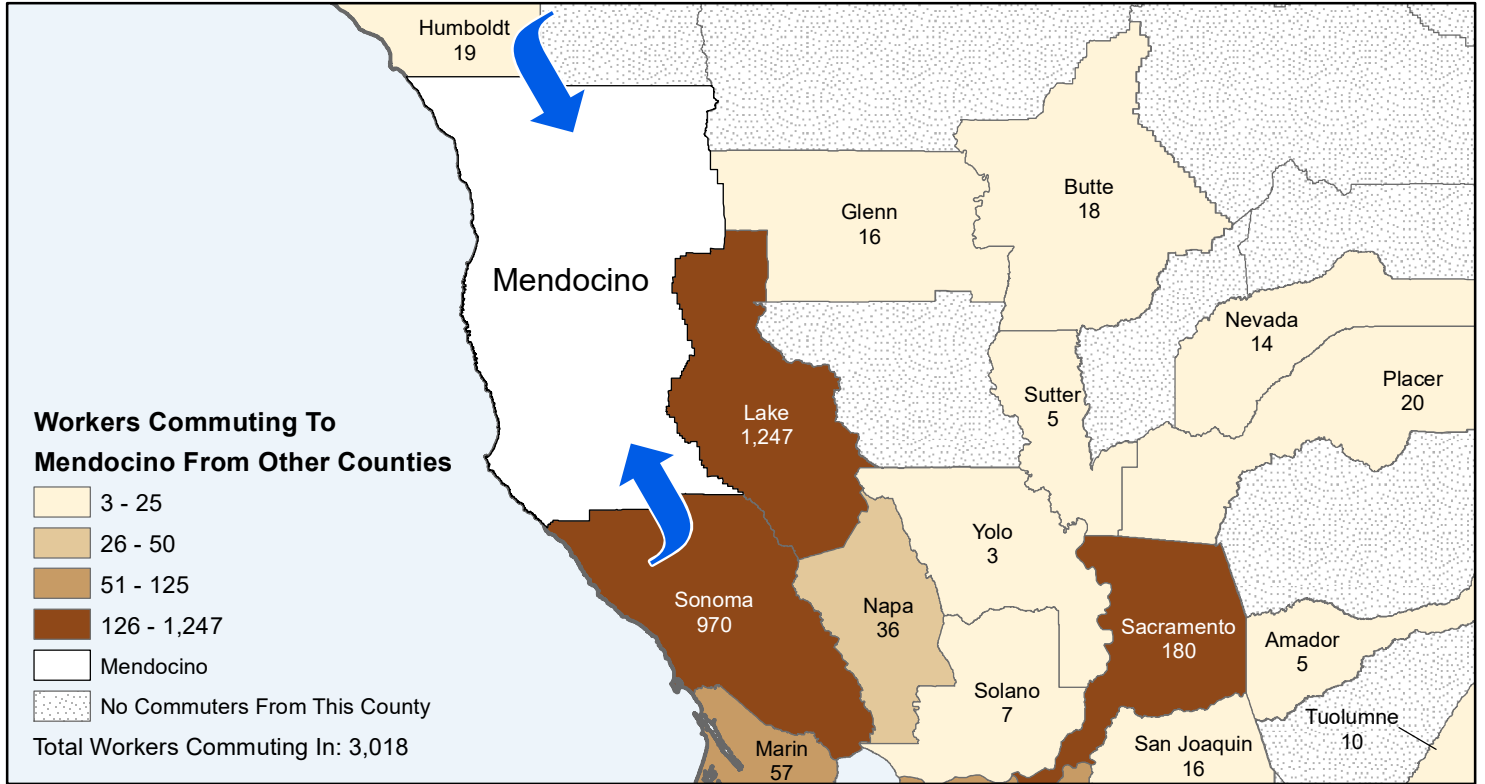 Humboldt
19
Butte
18
Glenn
16
Mendocino
Nevada
14
Placer
20
Sutter
5
Lake
1,247
Workers Commuting To
Mendocino From Other Counties
3 - 25
26 - 50
51 - 125
126 - 1,247
Mendocino
No Commuters From This County
Total Workers Commuting In: 3,018
Yolo
3
Sonoma
970
Napa
36
Sacramento
180
Amador
5
Solano
7
Tuolumne
10
Marin
57
San Joaquin
16